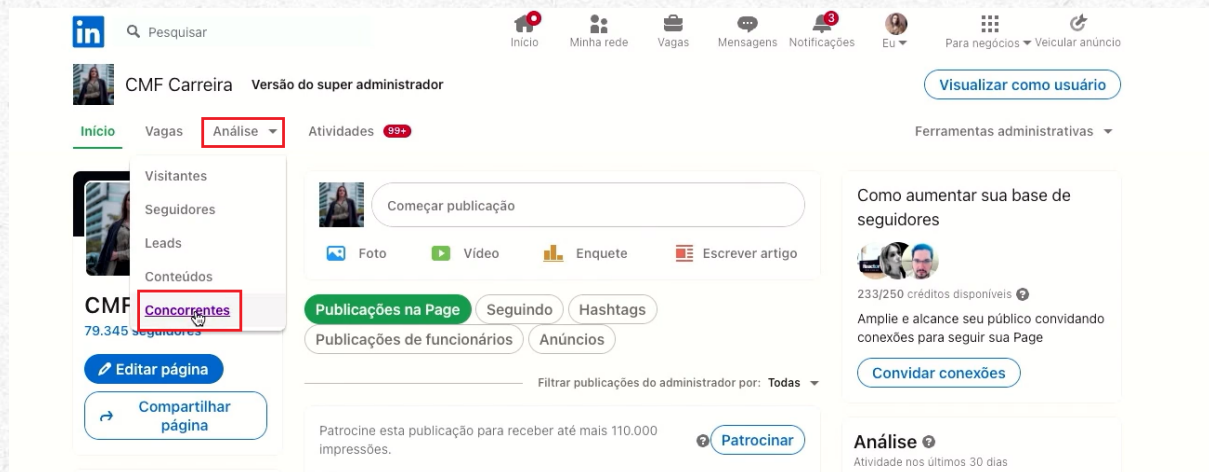 in
Pesquisar
Início
Minha rede
Vagas
Mensagens
3
Notificações
Eu
Para negócios
Veicular anúncio
CMF Carreira
Versão do super administrador
Visualizar como usuário
Início
Vagas
Análise
Atividades
99+
Ferramentas administrativas
Visitantes
Seguidores
Leads
Conteúdos
Concorrentes
CMF
79.345 seguidores
Editar página
Compartilhar
página
Começar publicação
Foto
Vídeo
Enquete
Escrever artigo
Publicações na Page
Seguindo
Hashtags
Publicações de funcionários
Anúncios
Filtrar publicações do administrador por: Todas
Patrocine esta publicação para receber até mais 110.000
impressões.
Patrocinar
Como aumentar sua base de
seguidores
233/250 créditos disponíveis
Amplie e alcance seu público convidando
conexões para seguir sua Page
Convidar conexões
Análise
Atividade nos últimos 30 dias